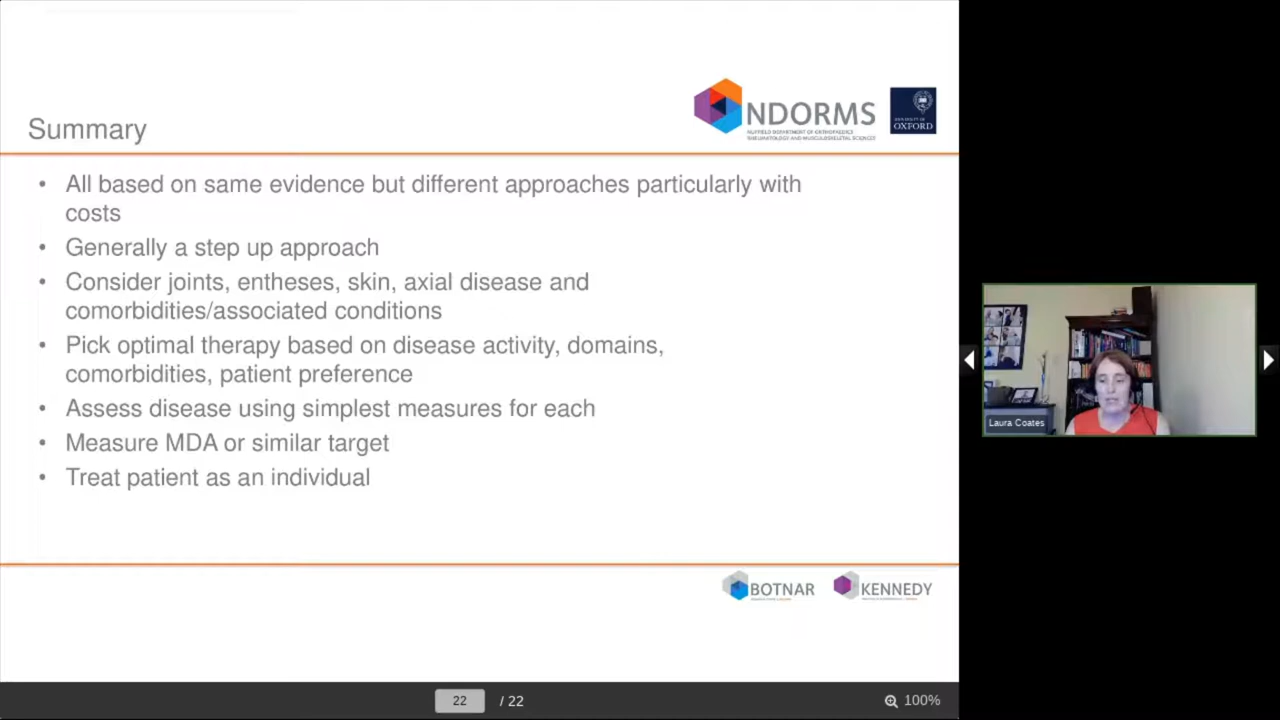 NDORMS
NUFFIELD DEPARTMENT OF ORTHOPAEDICS
RHEUMATOLOGY AND MUSCULOSKELETAL SCIENCES
UNIVERSITY OF
OXFORD
Summary
• All based on same evidence but different approaches particularly with
costs
• Generally a step up approach
• Consider joints, entheses, skin, axial disease and
comorbidities/associated conditions
• Pick optimal therapy based on disease activity, domains,
comorbidities, patient preference
• Assess disease using simplest measures for each
• Measure MDA or similar target
• Treat patient as an individual
Laura Coates
BOTNAR
KENNEDY
22 / 22
100%